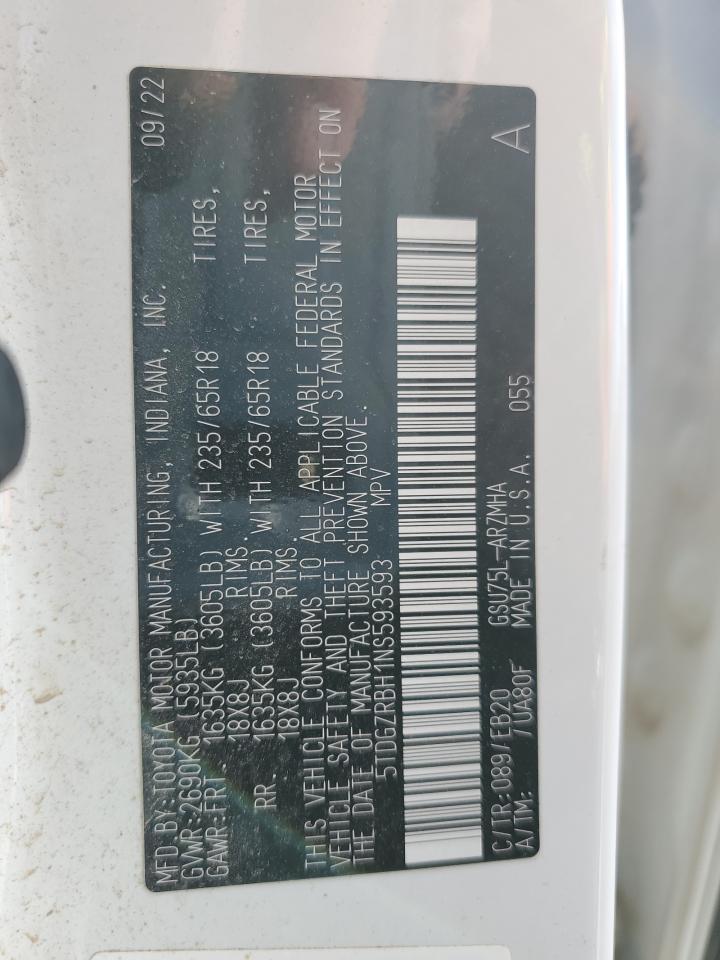 MFD.BY:TOYOTA MOTOR MANUFACTURING, INDIANA, INC. 09/22
GVWR:2690KG (5935LB)
GAWR:FRT 1635KG (3605LB) WITH 235/65R18 TIRES,
18X8J RIMS.
RR. 1635KG (3605LB) WITH 235/65R18 TIRES,
18X8J RIMS.
THIS VEHICLE CONFORMS TO ALL APPLICABLE FEDERAL MOTOR
VEHICLE SAFETY AND THEFT PREVENTION STANDARDS IN EFFECT ON
THE DATE OF MANUFACTURE SHOWN ABOVE.
5TDGZRBH1NS593593 MPV
C/TR:089/EB20 GSU75L-ARZMHA A
A/TM: /UA80F MADE IN U.S.A. 055